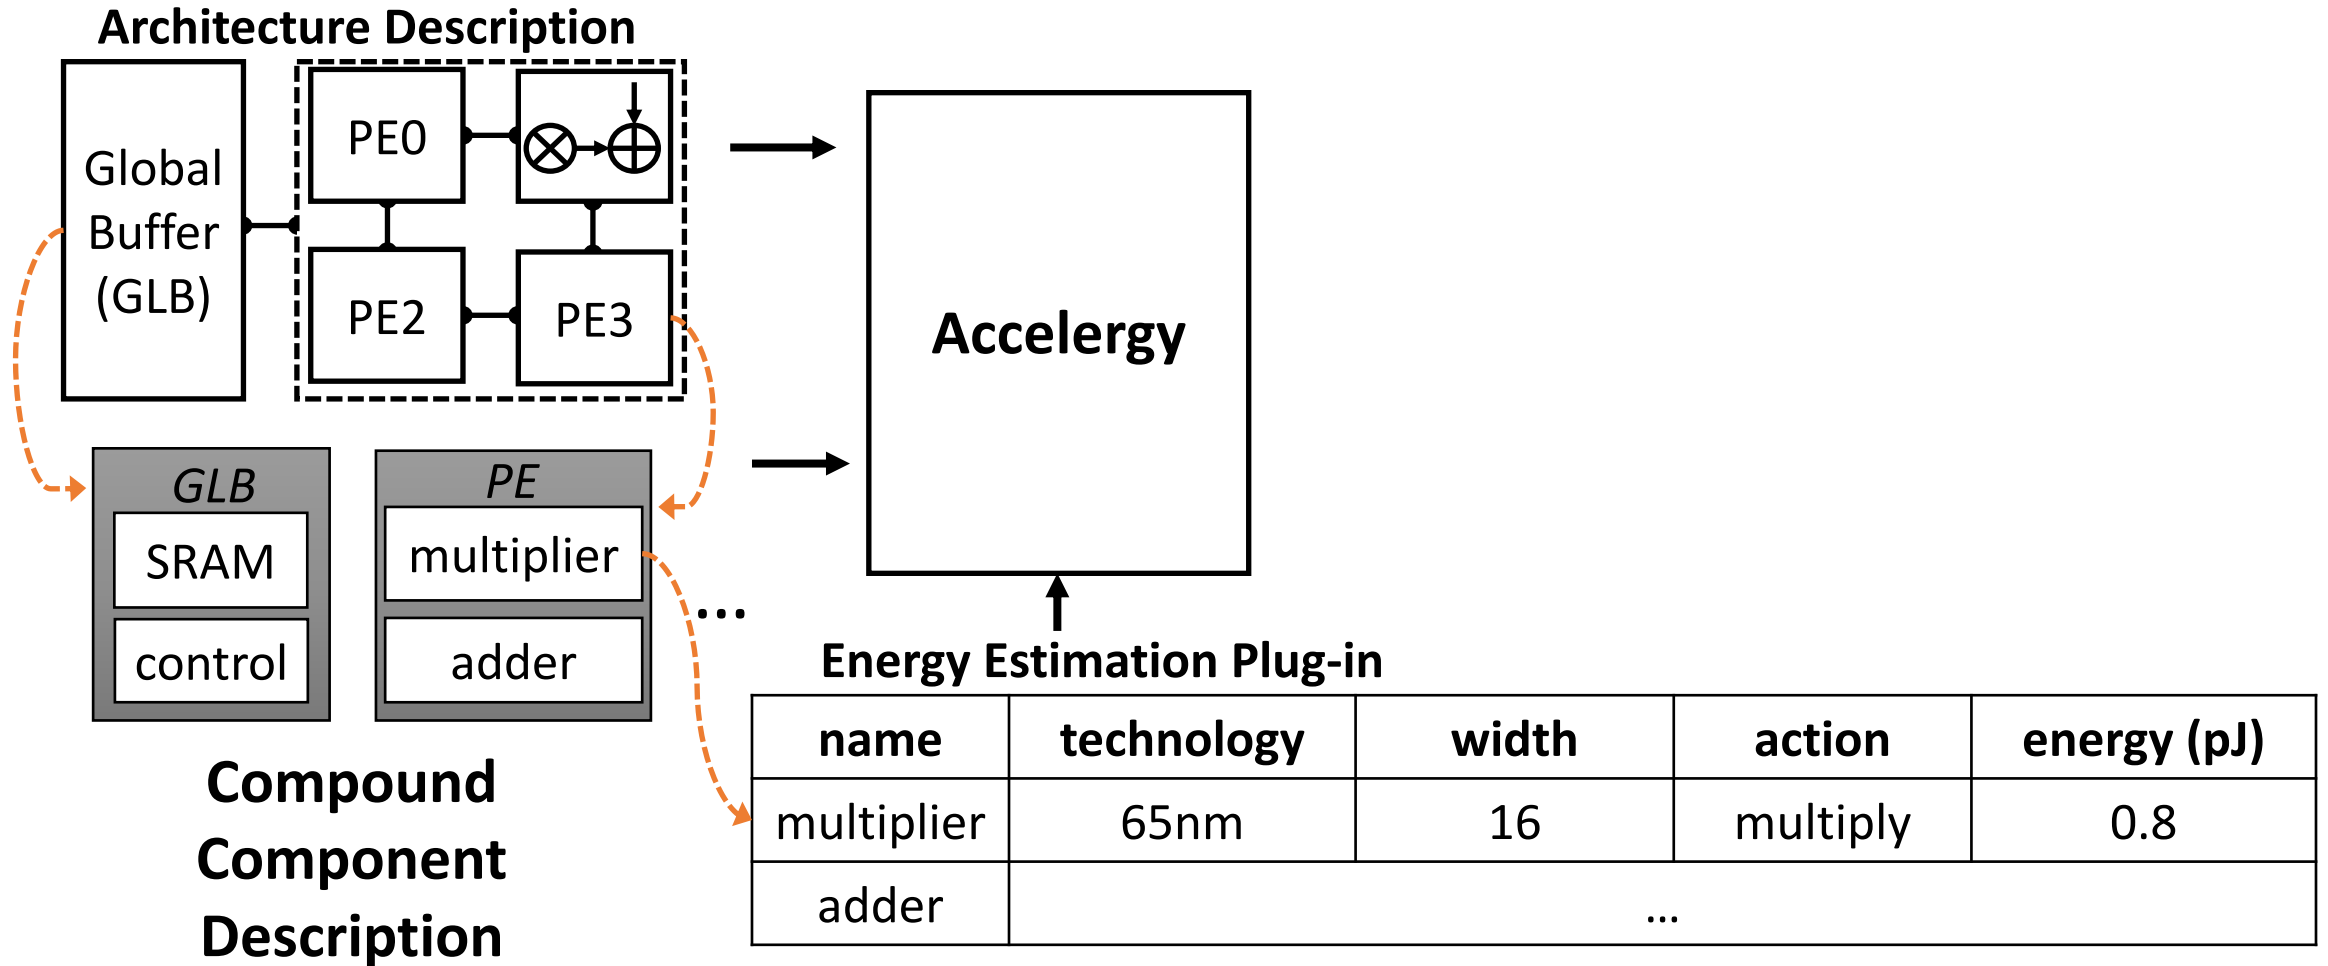 Architecture Description
Global
Buffer
(GLB)
PE0
PE2
PE3
Accelergy
GLB
SRAM
control
PE
multiplier
adder
...
Compound
Component
Description
Energy Estimation Plug-in
name technology width action energy (pJ)
multiplier 65nm 16 multiply 0.8
adder ...